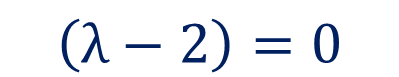 (λ − 2) = 0